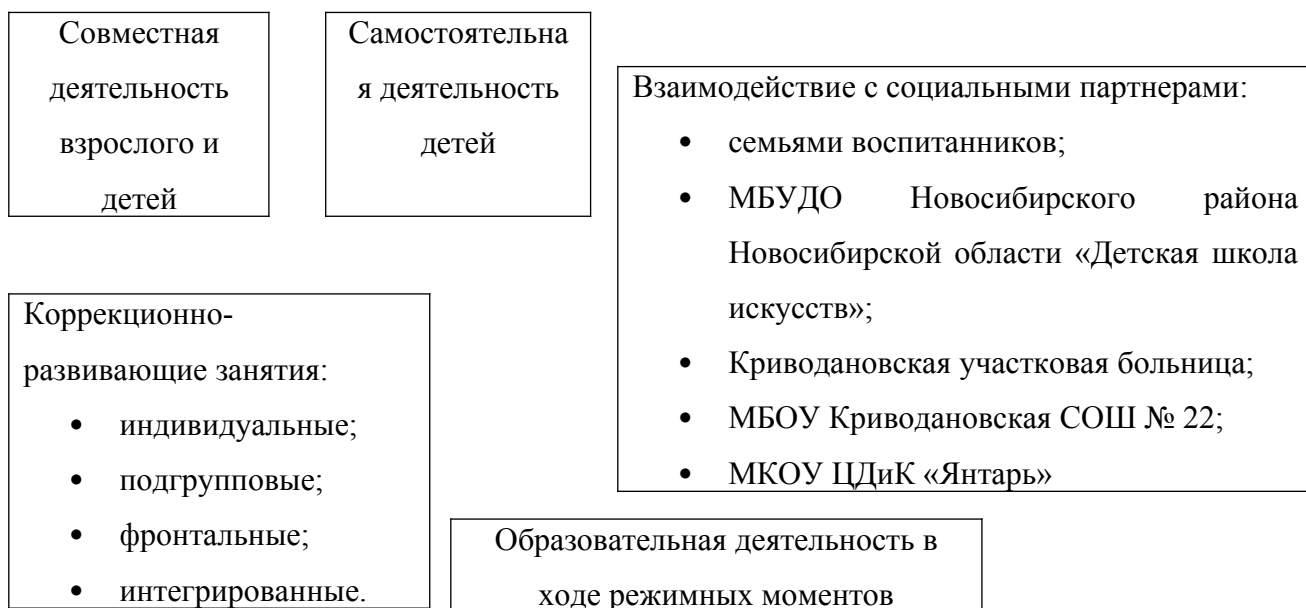 Совместная
деятельность
взрослого и
детей
Самостоятельна
я деятельность
детей
Взаимодействие с социальными партнерами:
• семьями воспитанников;
• МБУДО Новосибирского района
Новосибирской области «Детская школа
искусств»;
• Криводановская участковая больница;
• МБОУ Криводановская СОШ № 22;
• МКОУ ЦДиК «Янтарь»
Коррекционно-
развивающие занятия:
• индивидуальные;
• подгрупповые;
• фронтальные;
• интегрированные.
Образовательная деятельность в
ходе режимных моментов